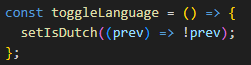 const toggleLanguage = () => {
  setIsDutch((prev) => !prev);
};